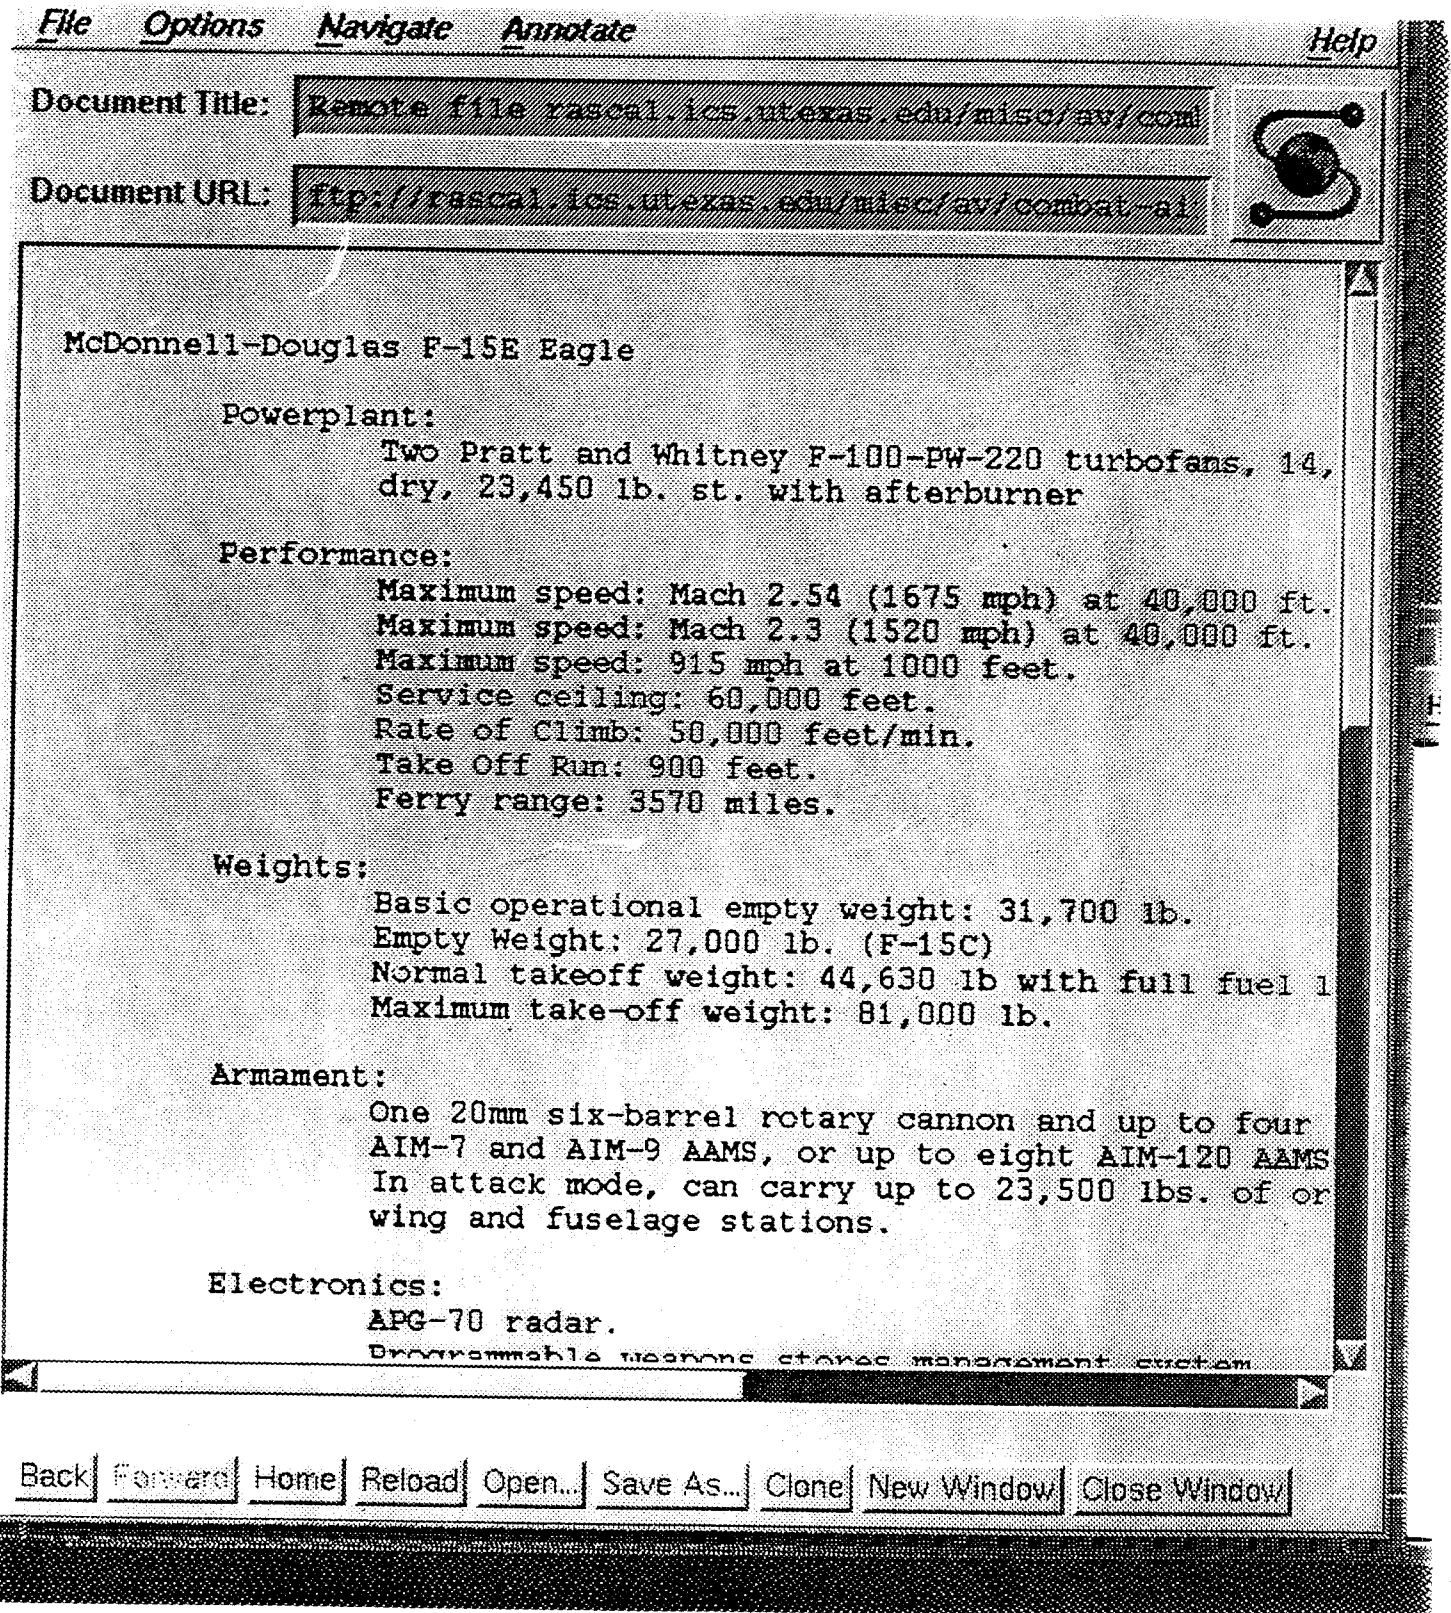 File Options Navigate Annotate Help
Document Title: Remote file rascal.ics.utexas.edu/misc/av/com
Document URL: ftp://rascal.ics.utexas.edu/misc/av/combat-ai
McDonnell-Douglas F-15E Eagle
Powerplant:
Two Pratt and Whitney F-100-PW-220 turbofans, 14,
dry, 23,450 lb. st. with afterburner
Performance:
Maximum speed: Mach 2.54 (1675 mph) at 40,000 ft.
Maximum speed: Mach 2.3 (1520 mph) at 40,000 ft.
Maximum speed: 915 mph at 1000 feet.
Service ceiling: 60,000 feet.
Rate of Climb: 50,000 feet/min.
Take Off Run: 900 feet.
Ferry range: 3570 miles.
Weights:
Basic operational empty weight: 31,700 lb.
Empty Weight: 27,000 lb. (F-15C)
Normal takeoff weight: 44,630 lb with full fuel l
Maximum take-off weight: 81,000 lb.
Armament:
One 20mm six-barrel rotary cannon and up to four
AIM-7 and AIM-9 AAMS, or up to eight AIM-120 AAMS
In attack mode, can carry up to 23,500 lbs. of or
wing and fuselage stations.
Electronics:
APG-70 radar.
Programmable weapons stores management system
Back Forward Home Reload Open... Save As... Clone New Window Close Window